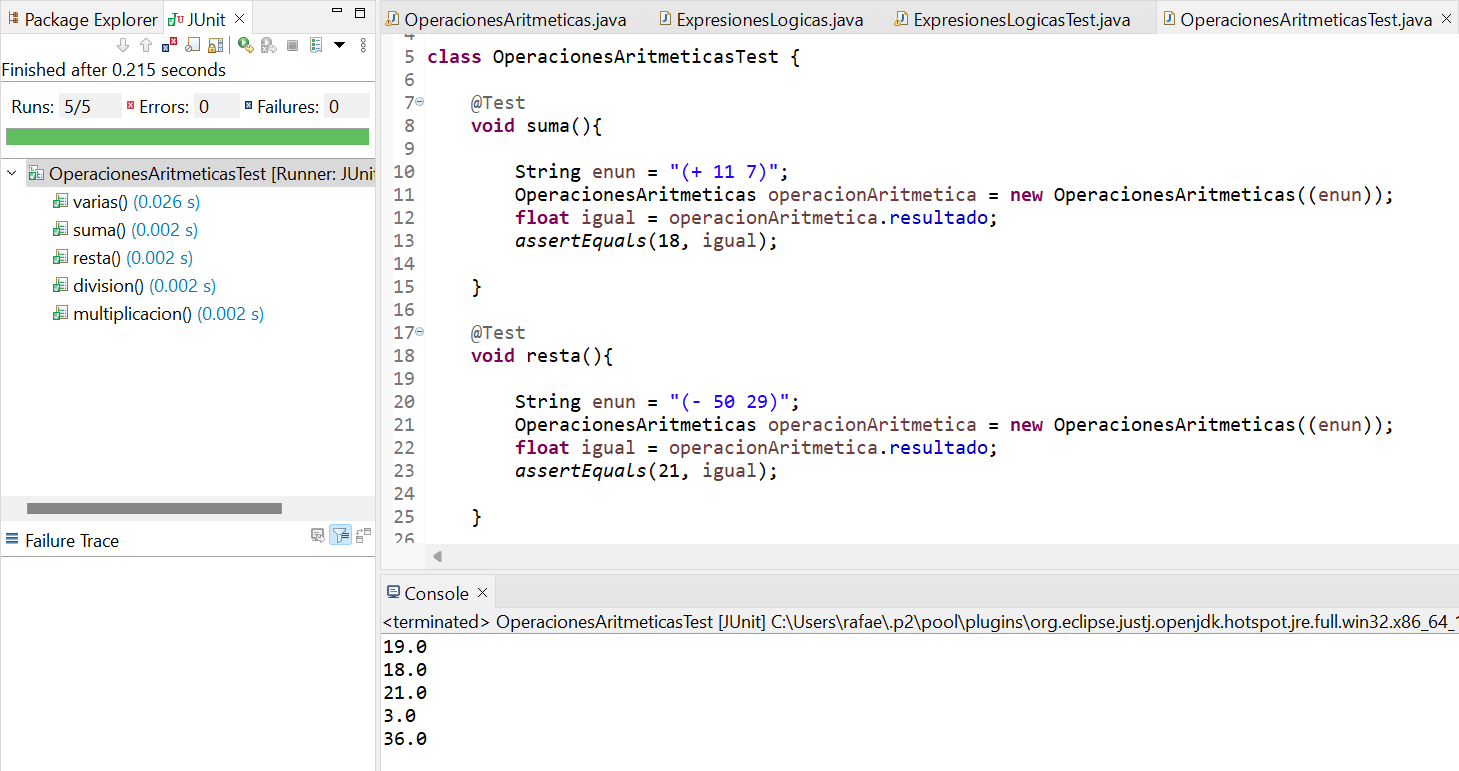 Package Explorer
JUnit
Finished after 0.215 seconds
Runs: 5/5 Errors: 0 Failures: 0
OperacionesAritmeticasTest [Runner: JUnit
varias() (0.026 s)
suma() (0.002 s)
resta() (0.002 s)
division() (0.002 s)
multiplicacion() (0.002 s)
Failure Trace
OperacionesAritmeticas.java
ExpresionesLogicas.java
ExpresionesLogicasTest.java
OperacionesAritmeticasTest.java
4
5 class OperacionesAritmeticasTest {
6
7 @Test
8 void suma(){
9
10 String enun = "(+ 11 7)";
11 OperacionesAritmeticas operacionAritmetica = new OperacionesAritmeticas((enun));
12 float igual = operacionAritmetica.resultado;
13 assertEquals(18, igual);
14
15 }
16
17 @Test
18 void resta(){
19
20 String enun = "(- 50 29)";
21 OperacionesAritmeticas operacionAritmetica = new OperacionesAritmeticas((enun));
22 float igual = operacionAritmetica.resultado;
23 assertEquals(21, igual);
24
25 }
26
Console
<terminated> OperacionesAritmeticasTest [JUnit] C:\Users\rafae\.p2\pool\plugins\org.eclipse.justj.openjdk.hotspot.jre.full.win32.x86_64_1
19.0
18.0
21.0
3.0
36.0